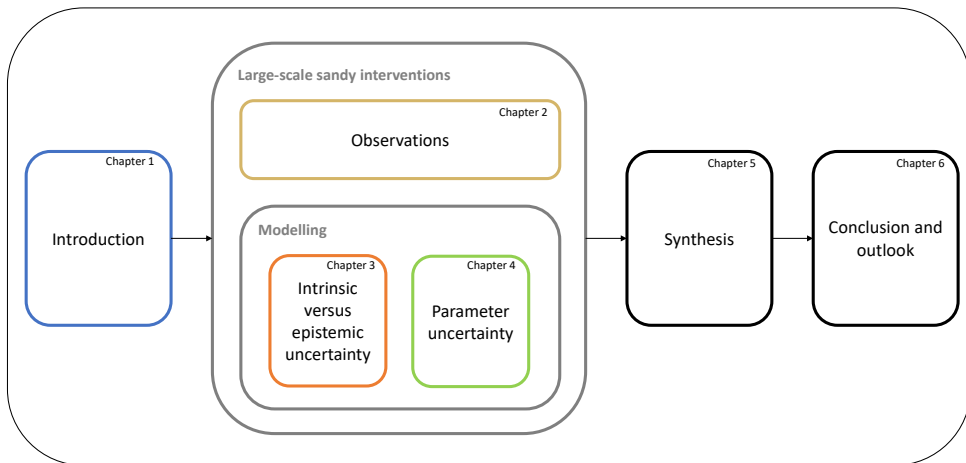 Chapter 1
Introduction
Large-scale sandy interventions
Chapter 2
Observations
Modelling
Chapter 3
Intrinsic
versus
epistemic
uncertainty
Chapter 4
Parameter
uncertainty
Chapter 5
Synthesis
Chapter 6
Conclusion and
outlook